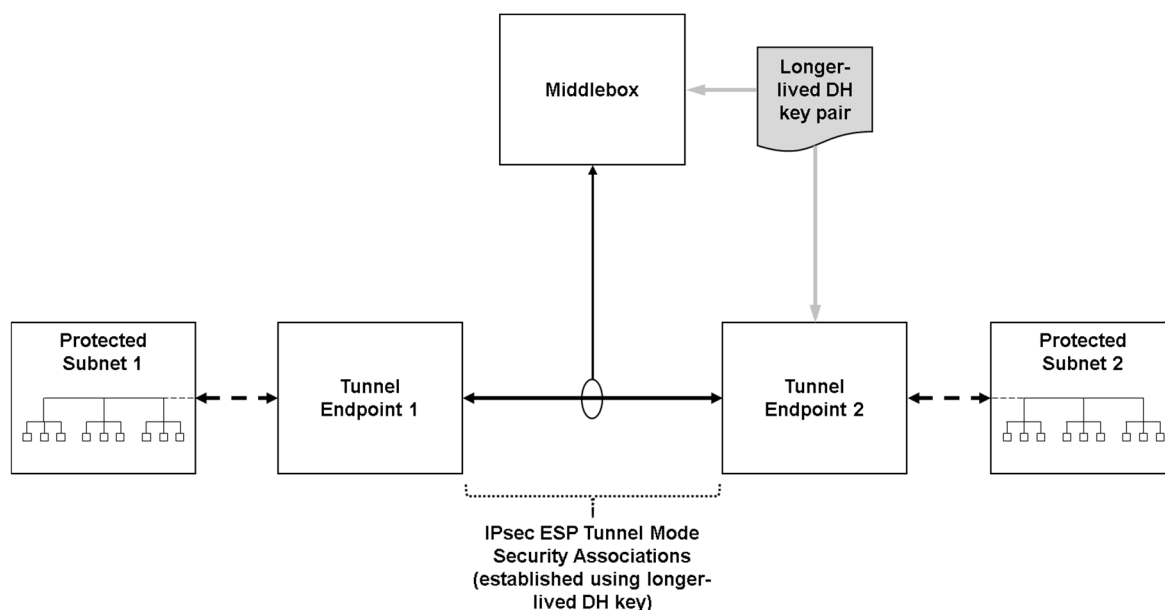 Middlebox
Longer-
lived DH
key pair
Protected
Subnet 1
Tunnel
Endpoint 1
Tunnel
Endpoint 2
Protected
Subnet 2
IPsec ESP Tunnel Mode
Security Associations
(established using longer-
lived DH key)